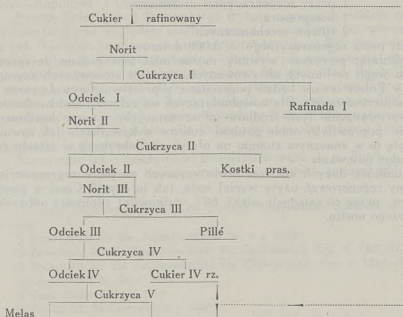 Cukier rafinowany
Norit
Cukrzyca I
Odciek I
Rafinada I
Norit II
Cukrzyca II
Odciek II Kostki pras.
Norit III
Cukrzyca III
Odciek III Pillé
Cukrzyca IV
Odciek IV Cukier IV rz.
Cukrzyca V
Melas